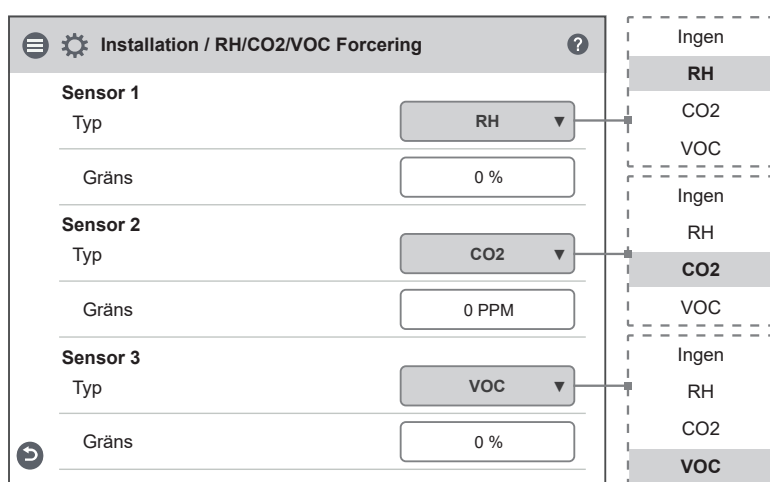 Installation / RH/CO2/VOC Forcering
?
Sensor 1
Typ
RH ▼
Gräns
0 %
Sensor 2
Typ
CO2 ▼
Gräns
0 PPM
Sensor 3
Typ
VOC ▼
Gräns
0 %
Ingen
RH
CO2
VOC
Ingen
RH
CO2
VOC
Ingen
RH
CO2
VOC